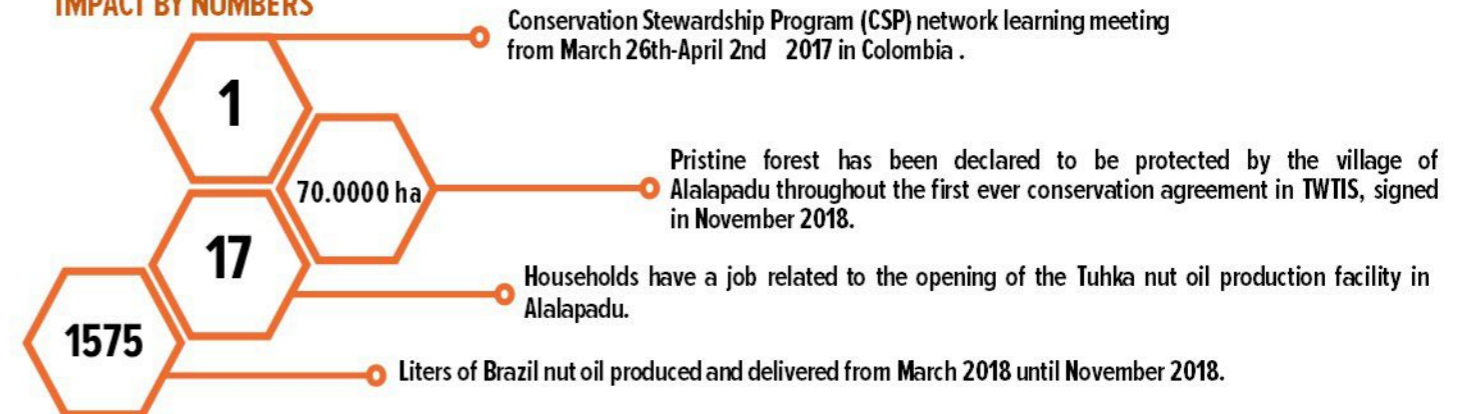 IMPACT BY NUMBERS
1
Conservation Stewardship Program (CSP) network learning meeting
from March 26th-April 2nd 2017 in Colombia .
70.0000 ha
Pristine forest has been declared to be protected by the village of
Alalapadu throughout the first ever conservation agreement in TWTIS, signed
in November 2018.
17
Households have a job related to the opening of the Tuhka nut oil production facility in
Alalapadu.
1575
Liters of Brazil nut oil produced and delivered from March 2018 until November 2018.